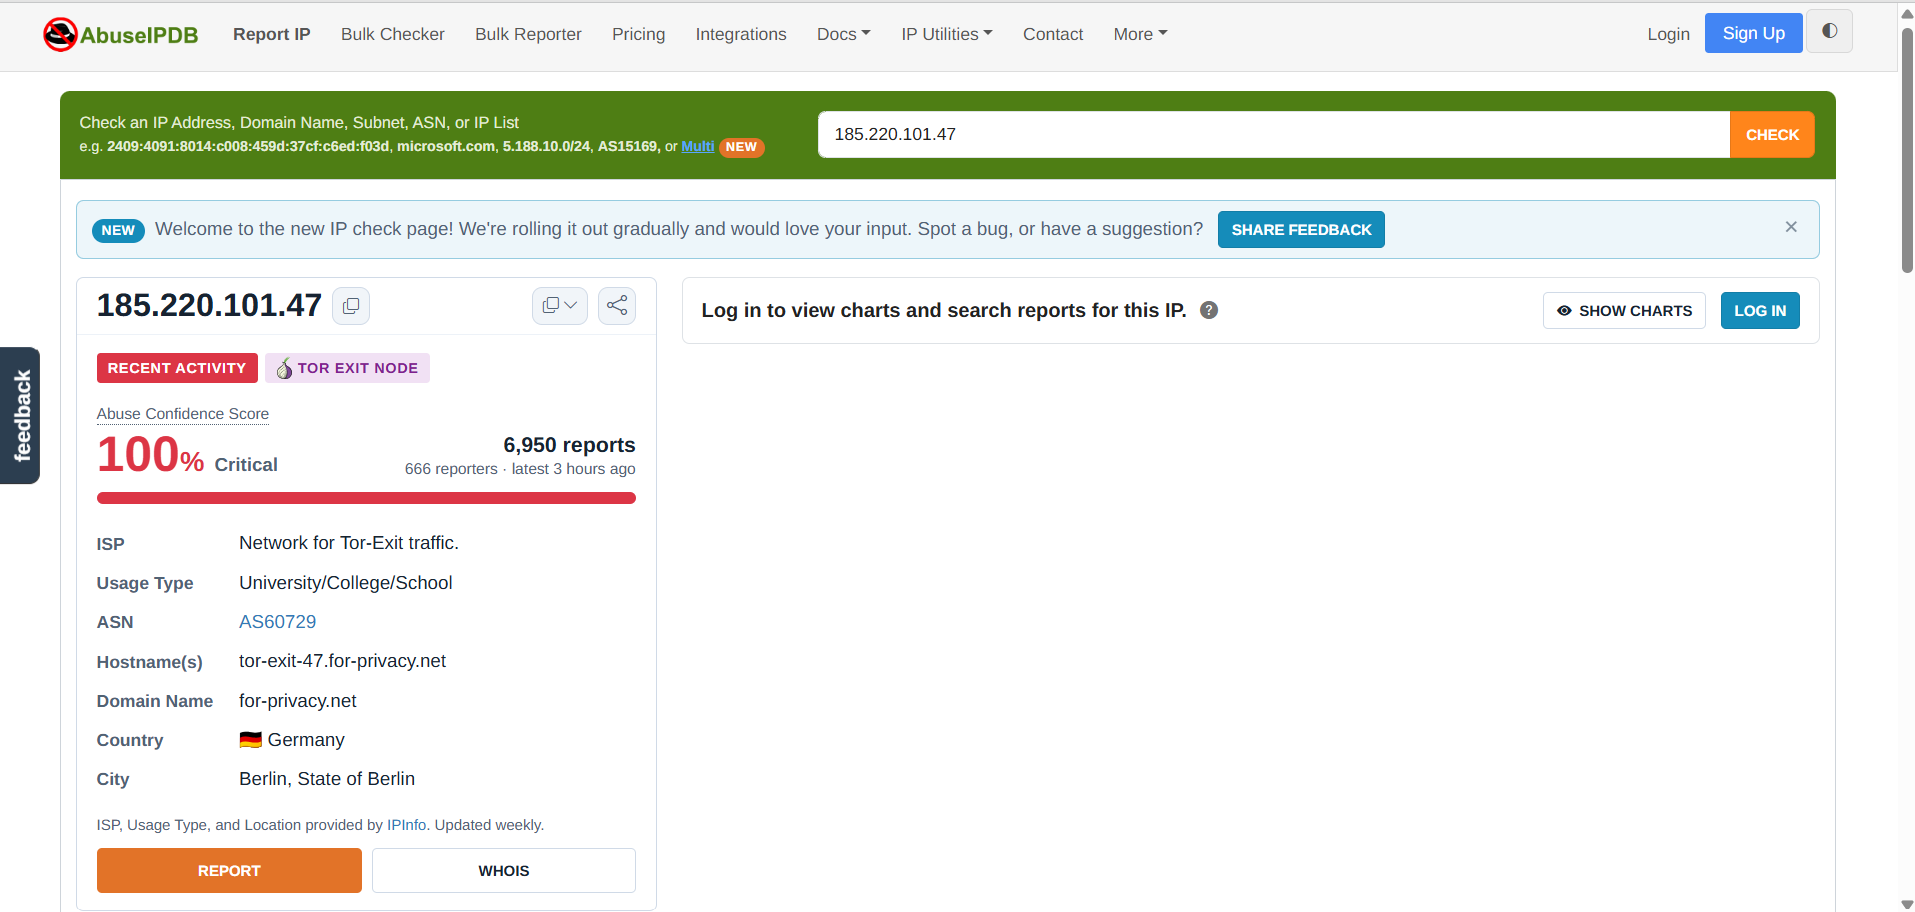 AbuseIPDB Report IP Bulk Checker Bulk Reporter Pricing Integrations Docs IP Utilities Contact More Login Sign Up
Check an IP Address, Domain Name, Subnet, ASN, or IP List
e.g. 2409:4091:8014:c008:459d:37cf:c6ed:f03d, microsoft.com, 5.188.10.0/24, AS15169, or Multi NEW
185.220.101.47 CHECK
NEW Welcome to the new IP check page! We're rolling it out gradually and would love your input. Spot a bug, or have a suggestion? SHARE FEEDBACK ×
185.220.101.47
RECENT ACTIVITY TOR EXIT NODE
Abuse Confidence Score
100% Critical
6,950 reports
666 reporters · latest 3 hours ago
ISP Network for Tor-Exit traffic.
Usage Type University/College/School
ASN AS60729
Hostname(s) tor-exit-47.for-privacy.net
Domain Name for-privacy.net
Country Germany
City Berlin, State of Berlin
ISP, Usage Type, and Location provided by IPInfo. Updated weekly.
REPORT WHOIS
Log in to view charts and search reports for this IP. ? SHOW CHARTS LOG IN
feedback